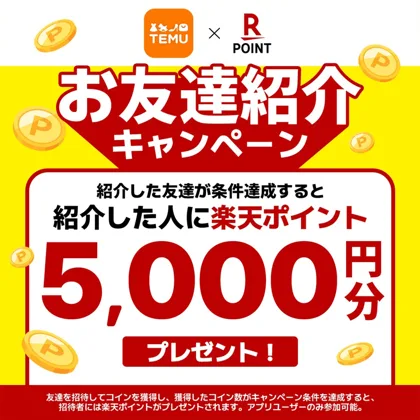 TEMU × R POINT
お友達紹介
キャンペーン
紹介した友達が条件達成すると
紹介した人に楽天ポイント
5,000円分
プレゼント！
友達を招待してコインを獲得し、獲得したコイン数がキャンペーン条件を達成すると、
招待者には楽天ポイントがプレゼントされます。アプリユーザーのみ参加可能。